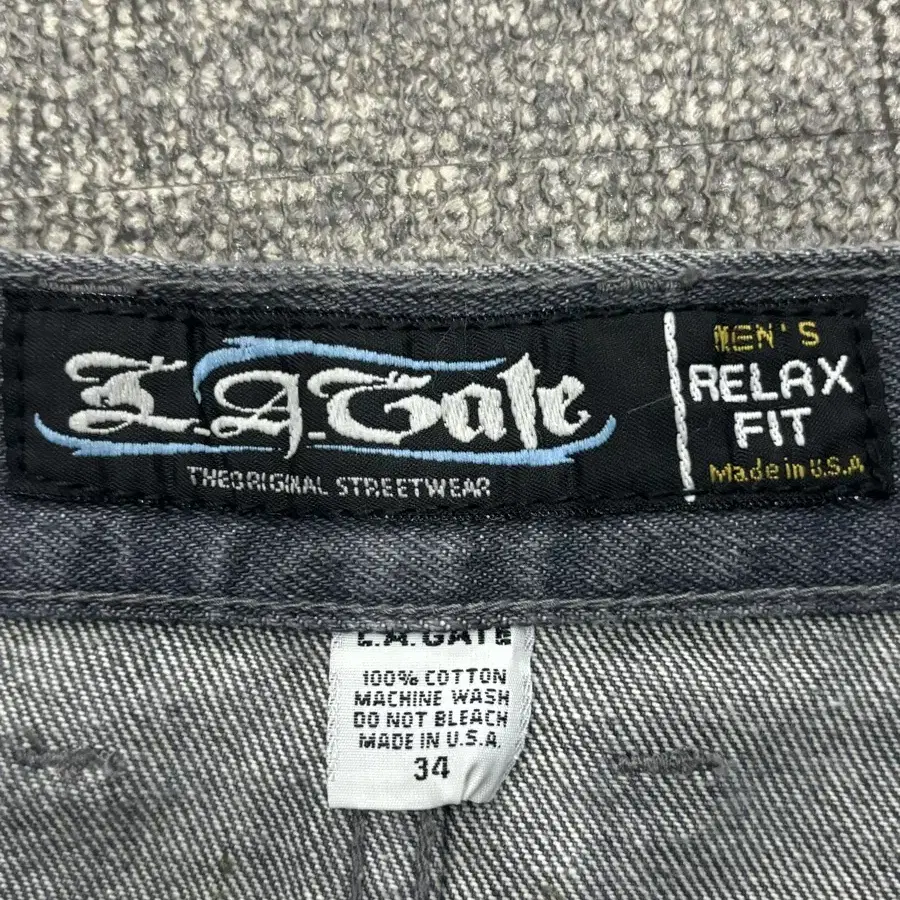 L.A. Gate
THE ORIGINAL STREETWEAR
MEN'S
RELAX
FIT
Made in U.S.A
L.A. GATE
100% COTTON
MACHINE WASH
DO NOT BLEACH
MADE IN U.S.A.
34